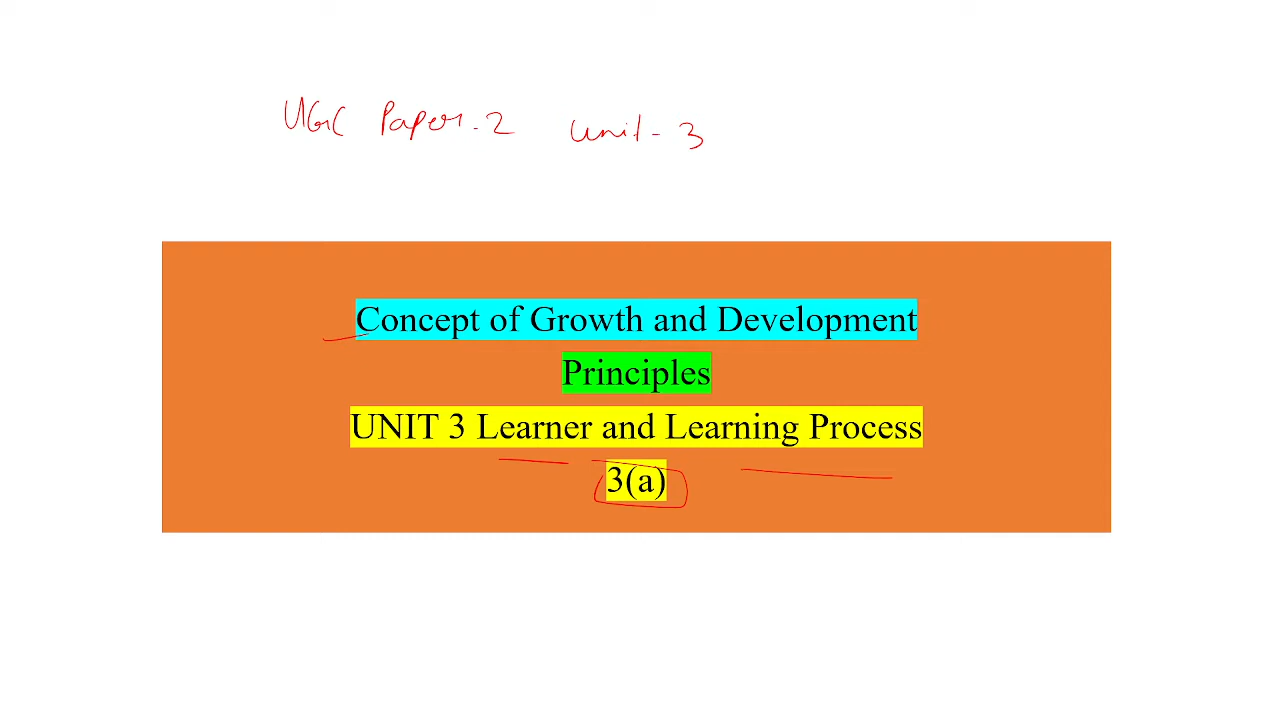 UGC Paper-2 Unit-3
Concept of Growth and Development
Principles
UNIT 3 Learner and Learning Process
3(a)